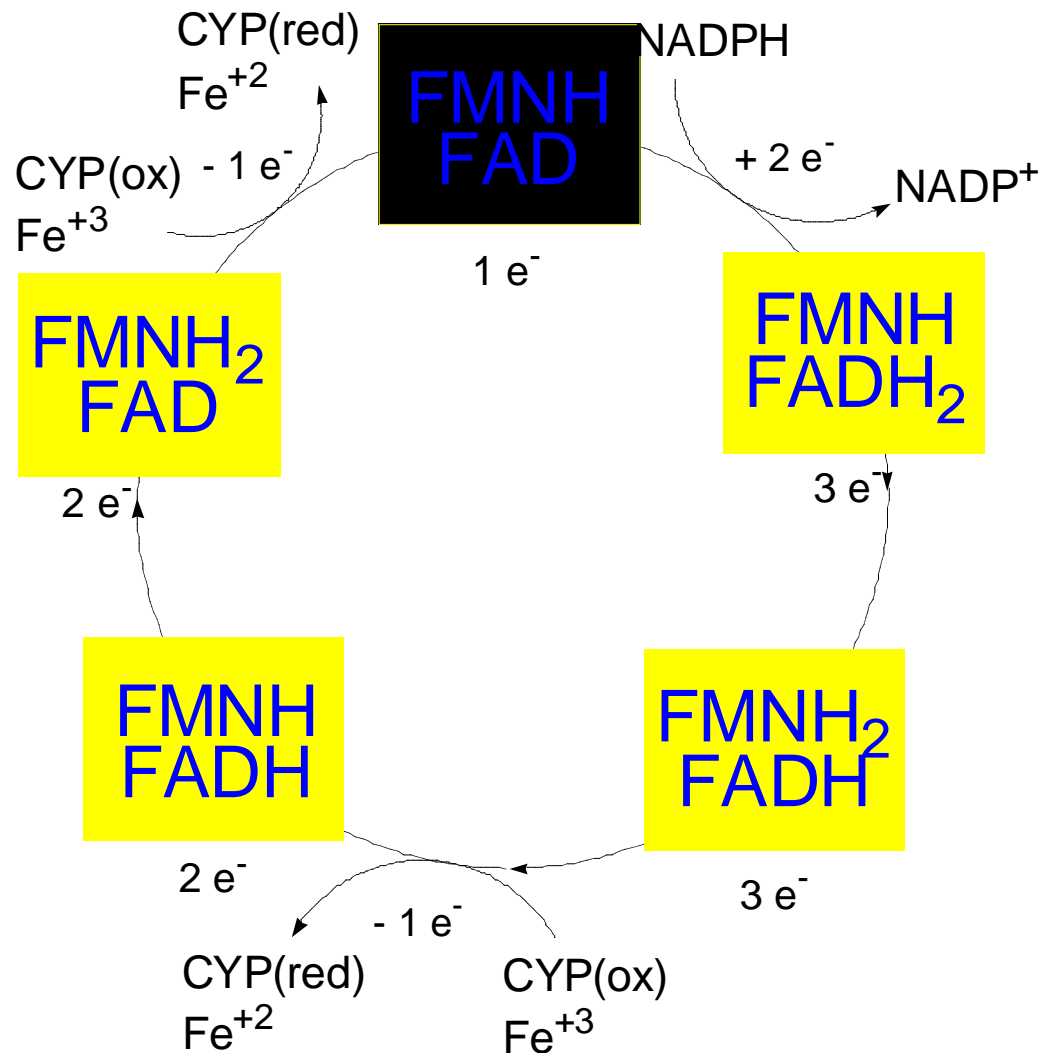 CYP(red)
Fe+2
NADPH
FMNH
FAD
CYP(ox)
Fe+3
- 1 e-
+ 2 e-
NADP+
1 e-
FMNH2
FAD
FMNH
FADH2
2 e-
3 e-
FMNH
FADH
FMNH2
FADH
2 e-
3 e-
- 1 e-
CYP(red)
Fe+2
CYP(ox)
Fe+3